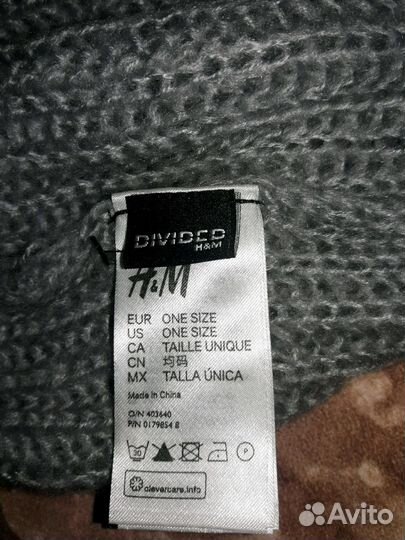 DIVIDED
H&M
H&M
EUR ONE SIZE
US ONE SIZE
CA TAILLE UNIQUE
CN 均码
MX TALLA ÚNICA
Made in China
O/N 403640
P/N 0179854 8
30
P
clevercare.info
Avito